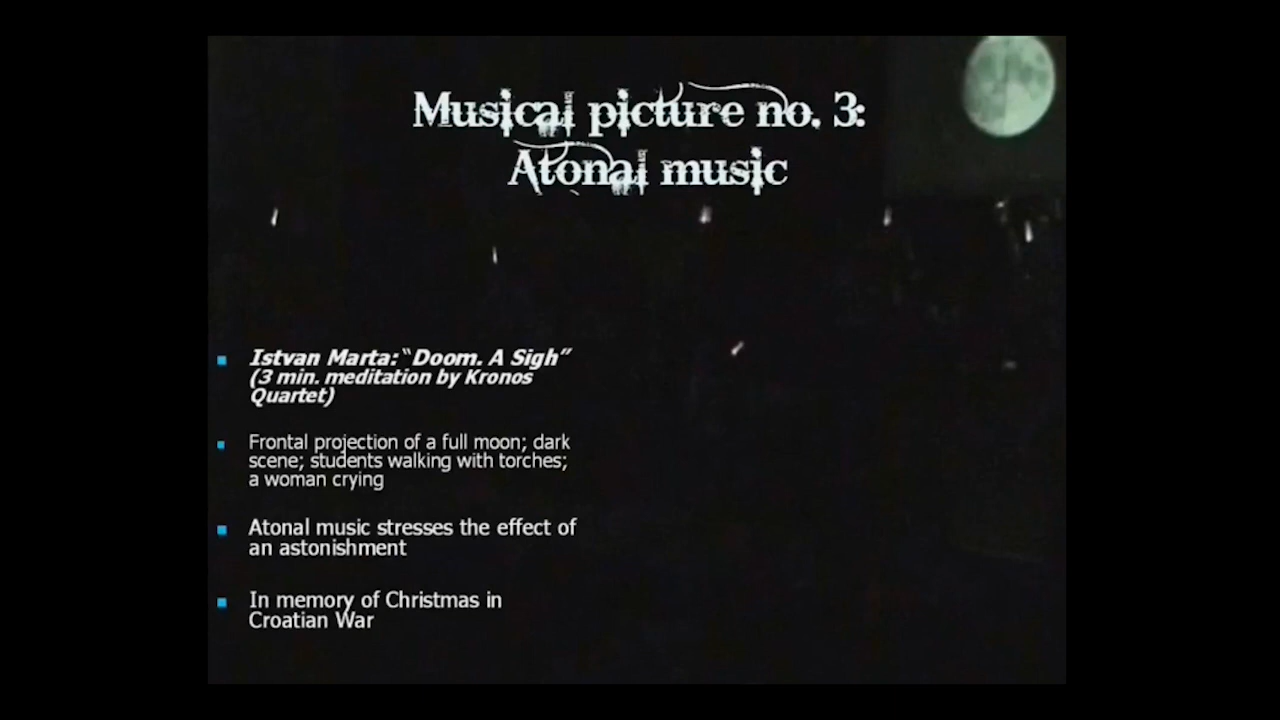 Musical picture no. 3:
Atonal music
Istvan Marta: “Doom. A Sigh”
(3 min. meditation by Kronos
Quartet)
Frontal projection of a full moon; dark
scene; students walking with torches;
a woman crying
Atonal music stresses the effect of
an astonishment
In memory of Christmas in
Croatian War